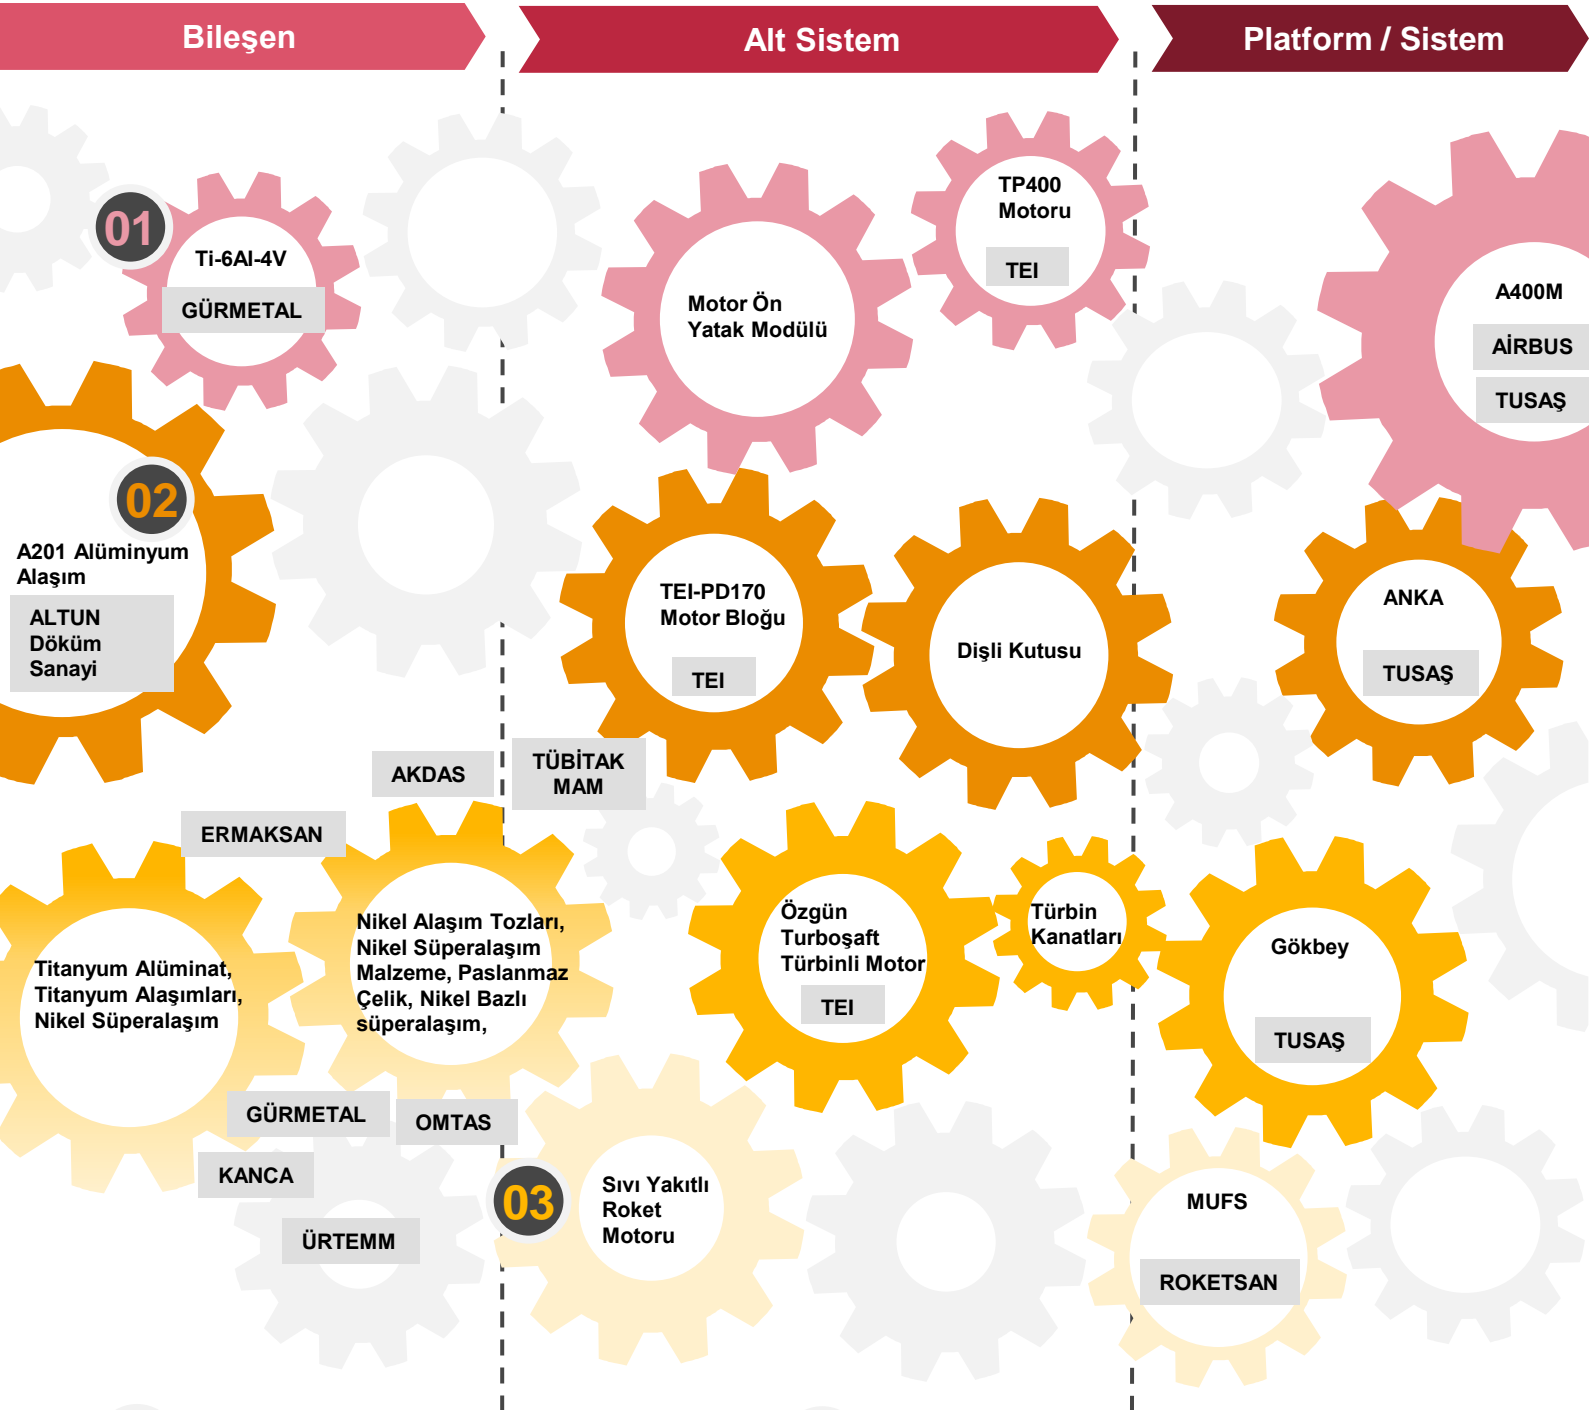 Bileşen
Alt Sistem
Platform / Sistem
01
Ti-6Al-4V
GÜRMETAL
Motor Ön
Yatak Modülü
TP400
Motoru
TEI
A400M
AİRBUS
TUSAŞ
02
A201 Alüminyum
Alaşım
ALTUN
Döküm
Sanayi
TEI-PD170
Motor Bloğu
TEI
Dişli Kutusu
ANKA
TUSAŞ
AKDAS
TÜBİTAK
MAM
ERMAKSAN
Titanyum Alüminat,
Titanyum Alaşımları,
Nikel Süperalaşım
Nikel Alaşım Tozları,
Nikel Süperalaşım
Malzeme, Paslanmaz
Çelik, Nikel Bazlı
süperalaşım,
Özgün
Turboşaft
Türbinli Motor
TEI
Türbin
Kanatları
Gökbey
TUSAŞ
GÜRMETAL
OMTAS
KANCA
ÜRTEMM
03
Sıvı Yakıtlı
Roket
Motoru
MUFS
ROKETSAN